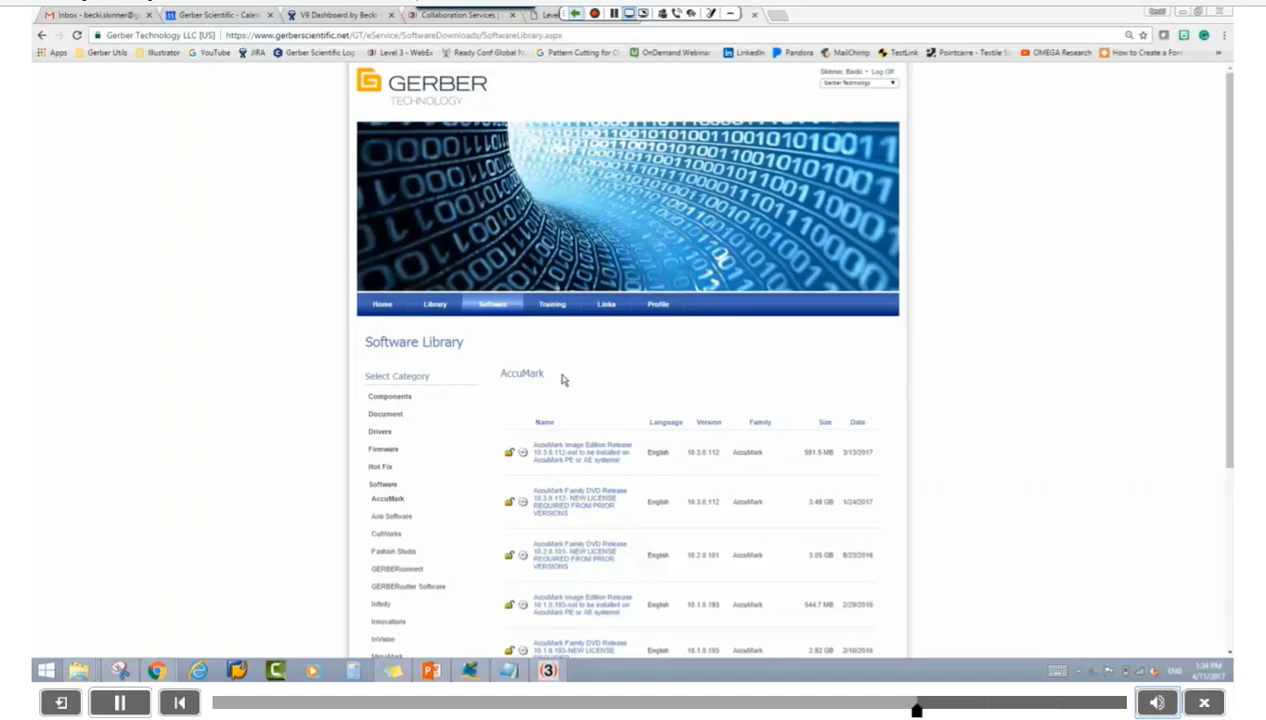 Inbox - becki.skinner@g
Gerber Scientific - Calen
V9 Dashboard by Becki
Collaboration Services |
Level
Gerber Technology LLC [US] | https://www.gerberscientific.net/GT/eService/SoftwareDownloads/SoftwareLibrary.aspx
Apps
Gerber Utils
Illustrator
YouTube
JIRA
Gerber Scientific Log
Level 3 - WebEx
Ready Conf Global N
Pattern Cutting for C
OnDemand Webinar
LinkedIn
Pandora
MailChimp
TestLink
Pointcarre - Textile S
OMEGA Research
How to Create a Form
»
Skinner, Becki • Log Off
Gerber Technology
GERBER
TECHNOLOGY
Home Library Software Training Links Profile
Software Library
Select Category
AccuMark
Components
Document
Drivers
Firmware
Hot Fix
Software
AccuMark
Axis Software
CutWorks
Fashion Studio
GERBERconnect
GERBERcutter Software
Infinity
Innovations
InVision
MicroMark
Name Language Version Family Size Date
AccuMark Image Edition Release
10.3.0.112-not to be installed on
AccuMark PE or AE systems!
English 10.3.0.112 AccuMark 591.5 MB 3/13/2017
AccuMark Family DVD Release
10.3.0.112- NEW LICENSE
REQUIRED FROM PRIOR
VERSIONS
English 10.3.0.112 AccuMark 3.49 GB 1/24/2017
AccuMark Family DVD Release
10.2.0.101- NEW LICENSE
REQUIRED FROM PRIOR
VERSIONS
English 10.2.0.101 AccuMark 3.05 GB 8/23/2016
AccuMark Image Edition Release
10.1.0.193-not to be installed on
AccuMark PE or AE systems!
English 10.1.0.193 AccuMark 544.7 MB 2/29/2016
AccuMark Family DVD Release
10.1.0.193-NEW LICENSE
English 10.1.0.193 AccuMark 2.92 GB 2/10/2016
ENG
5:34 PM
4/11/2017